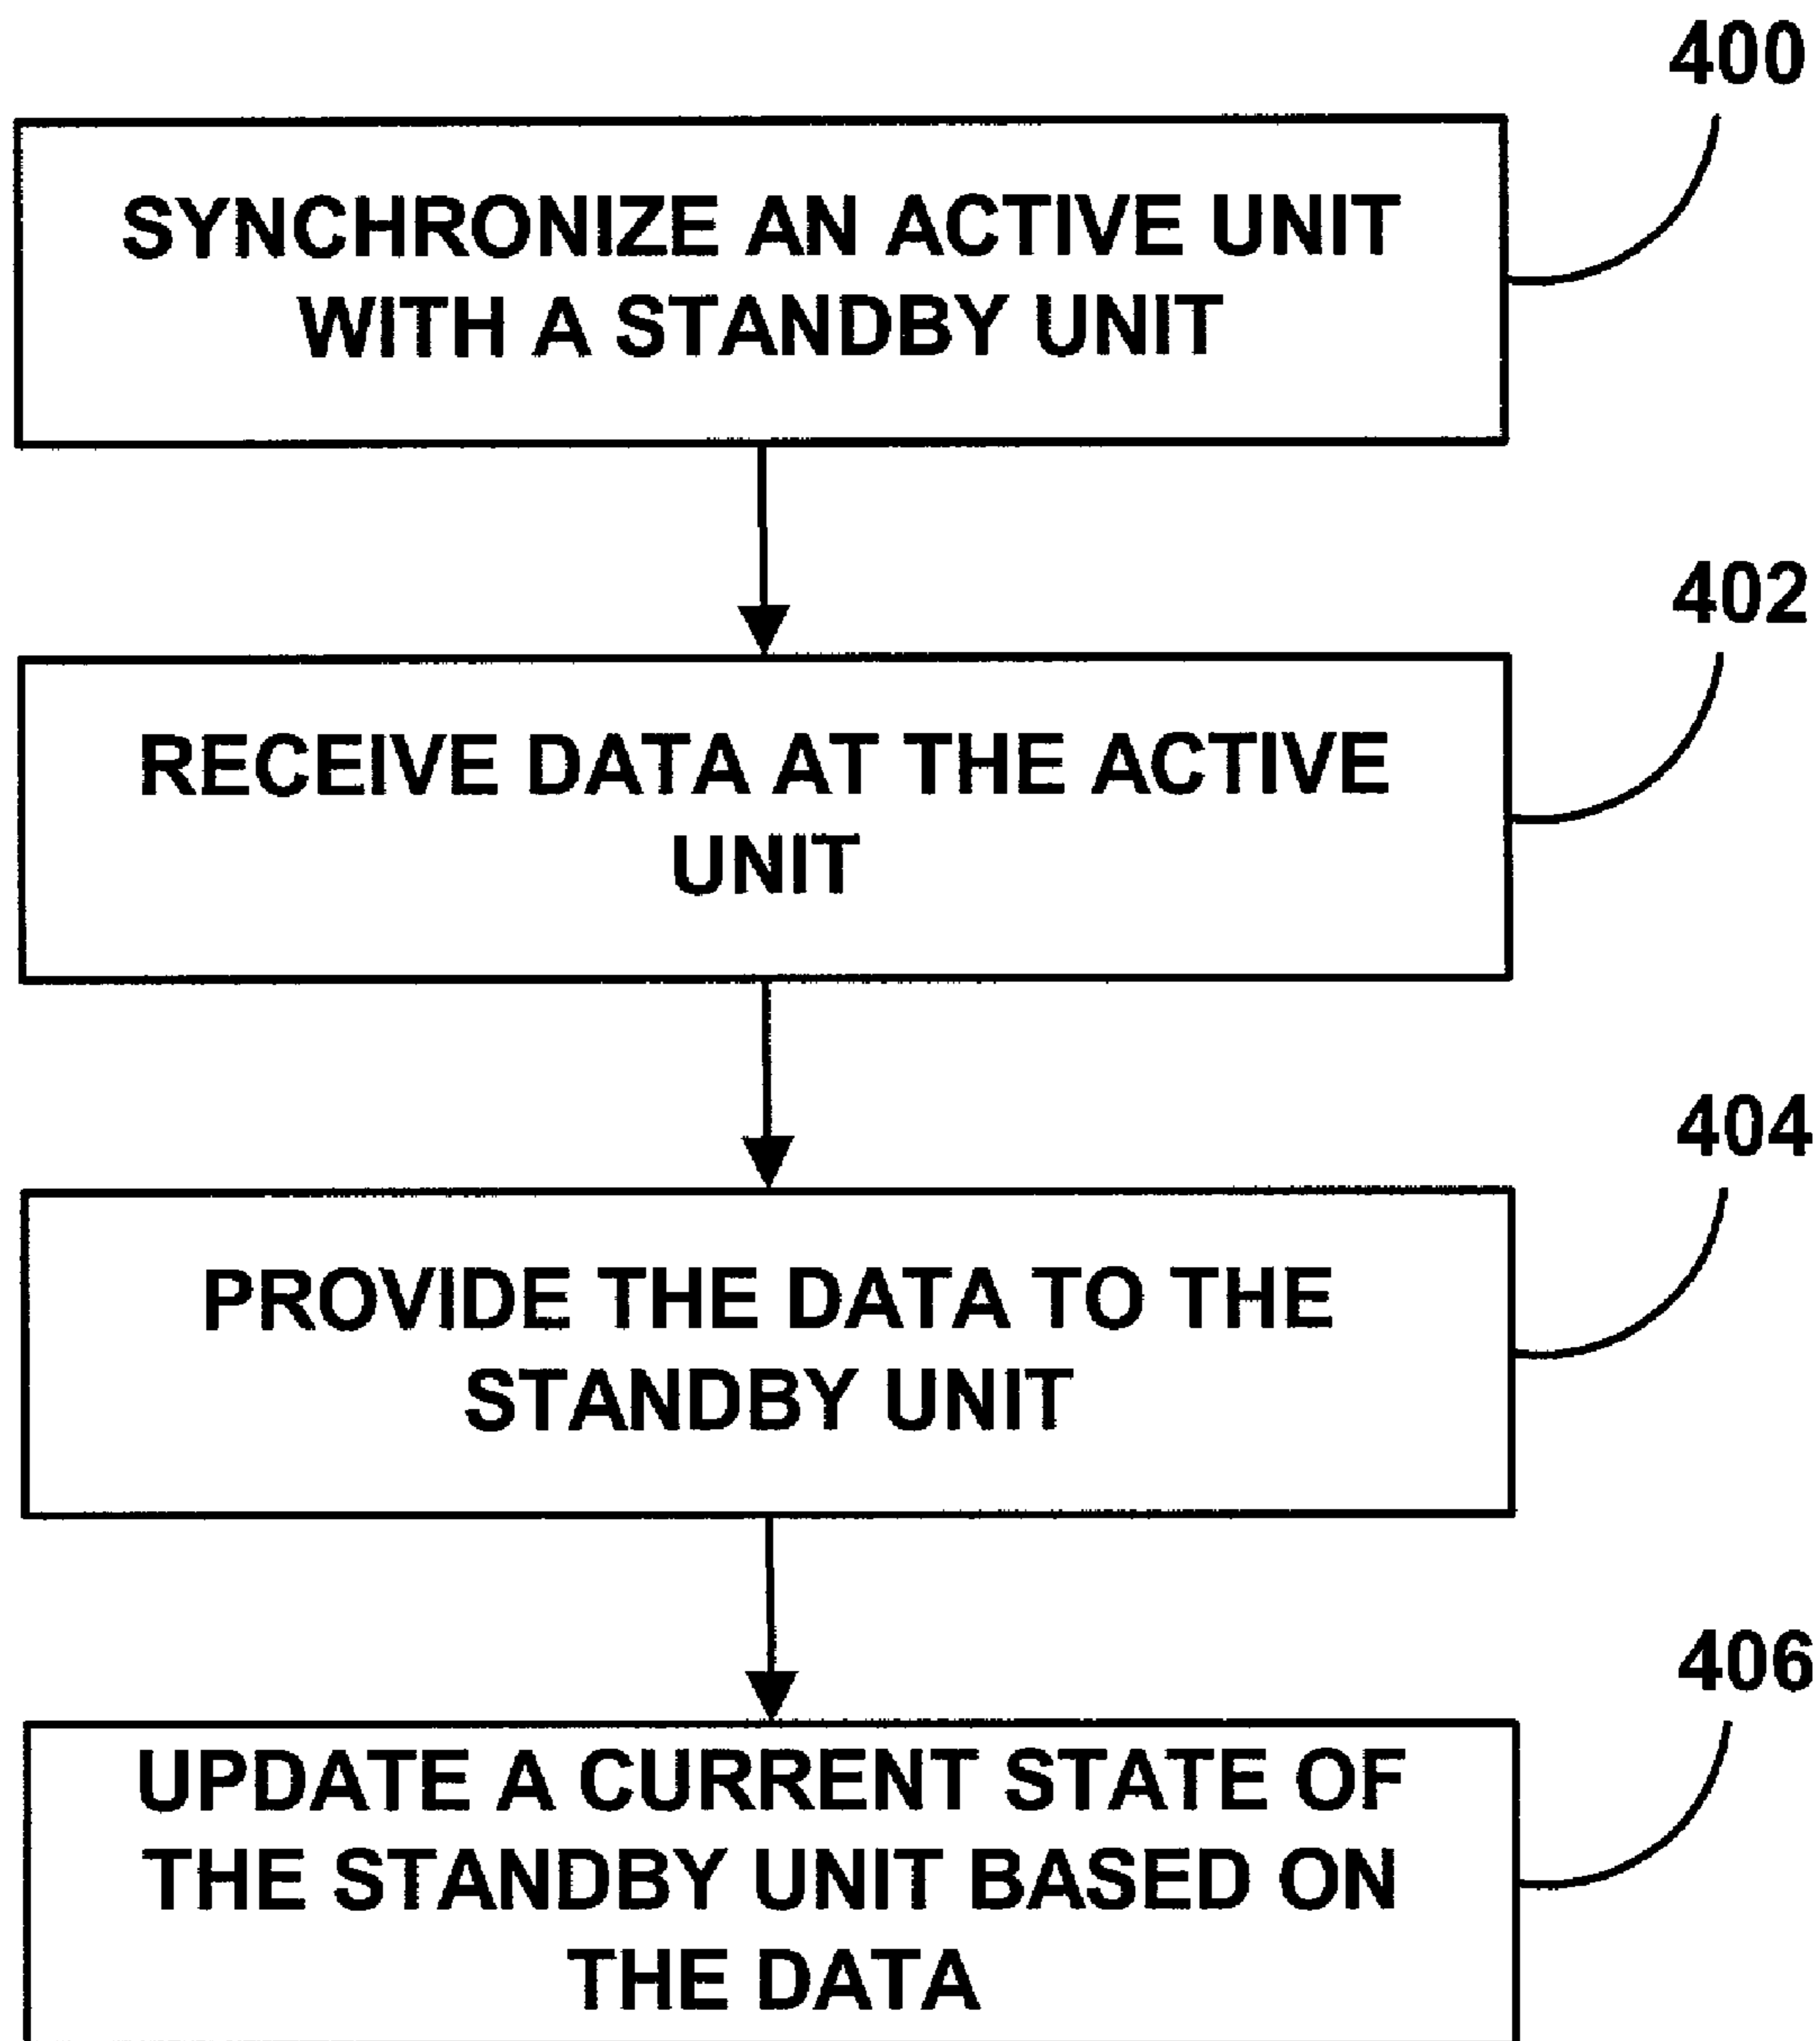 400
SYNCHRONIZE AN ACTIVE UNIT
WITH A STANDBY UNIT
402
RECEIVE DATA AT THE ACTIVE
UNIT
404
PROVIDE THE DATA TO THE
STANDBY UNIT
406
UPDATE A CURRENT STATE OF
THE STANDBY UNIT BASED ON
THE DATA